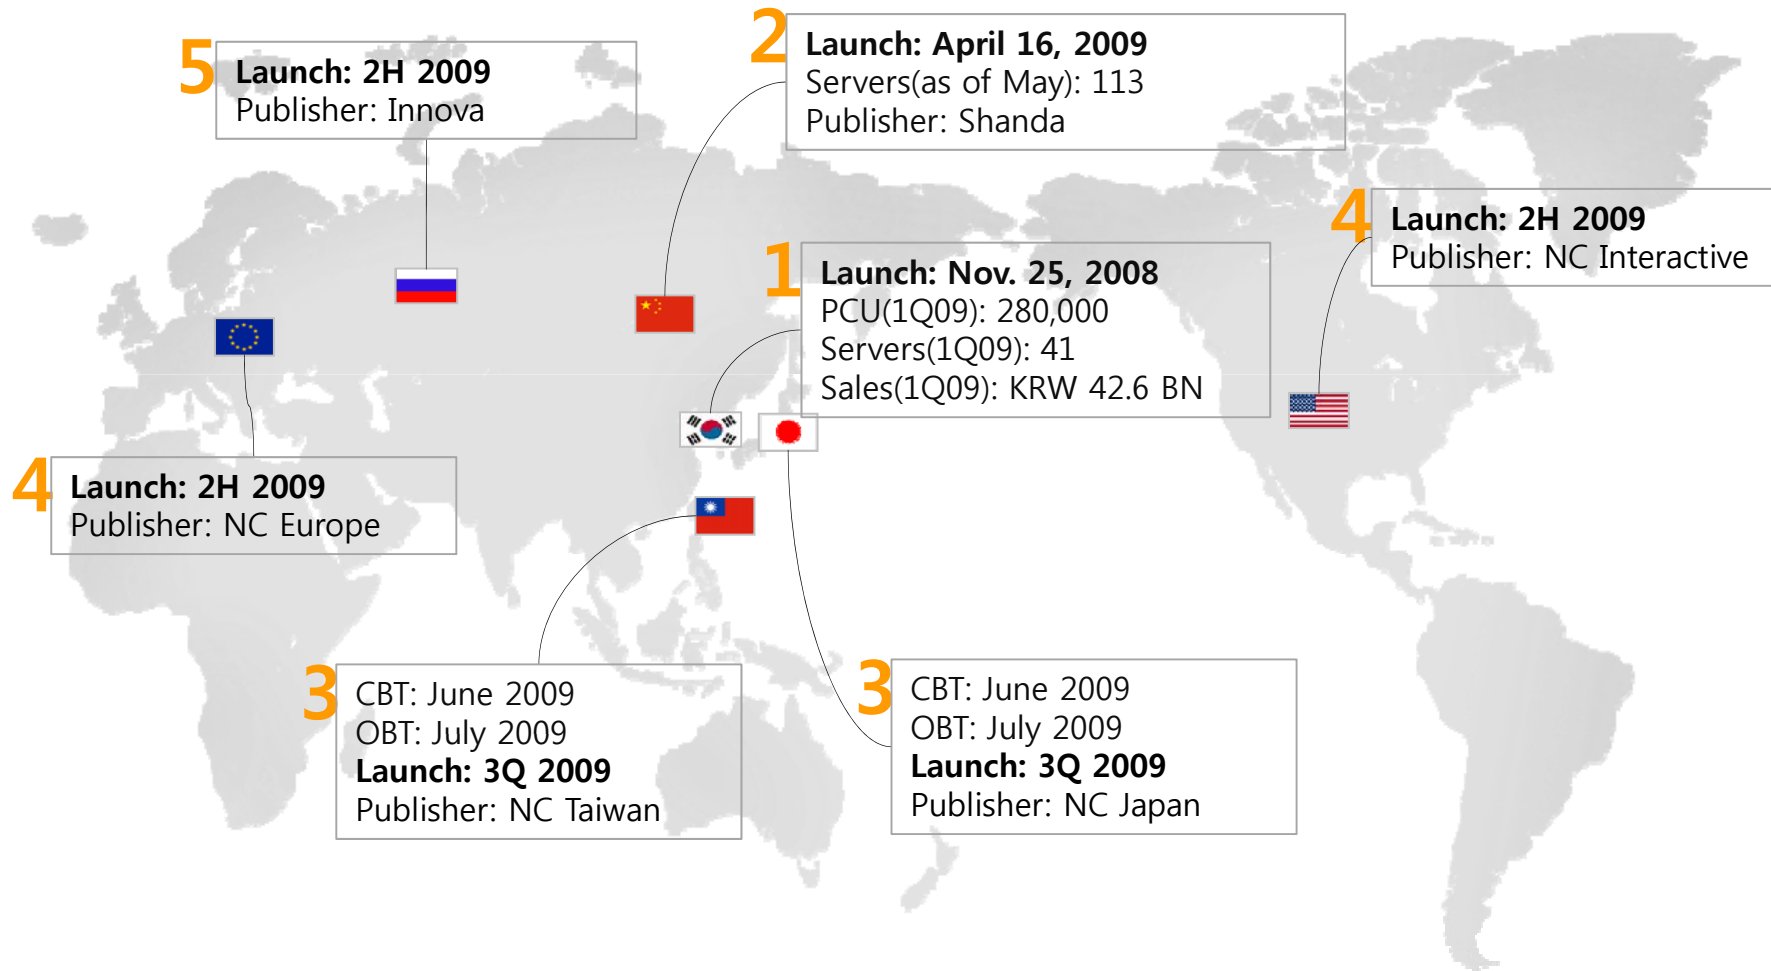 5
Launch: 2H 2009
Publisher: Innova
2
Launch: April 16, 2009
Servers(as of May): 113
Publisher: Shanda
4
Launch: 2H 2009
Publisher: NC Interactive
1
Launch: Nov. 25, 2008
PCU(1Q09): 280,000
Servers(1Q09): 41
Sales(1Q09): KRW 42.6 BN
4
Launch: 2H 2009
Publisher: NC Europe
3
CBT: June 2009
OBT: July 2009
Launch: 3Q 2009
Publisher: NC Taiwan
3
CBT: June 2009
OBT: July 2009
Launch: 3Q 2009
Publisher: NC Japan